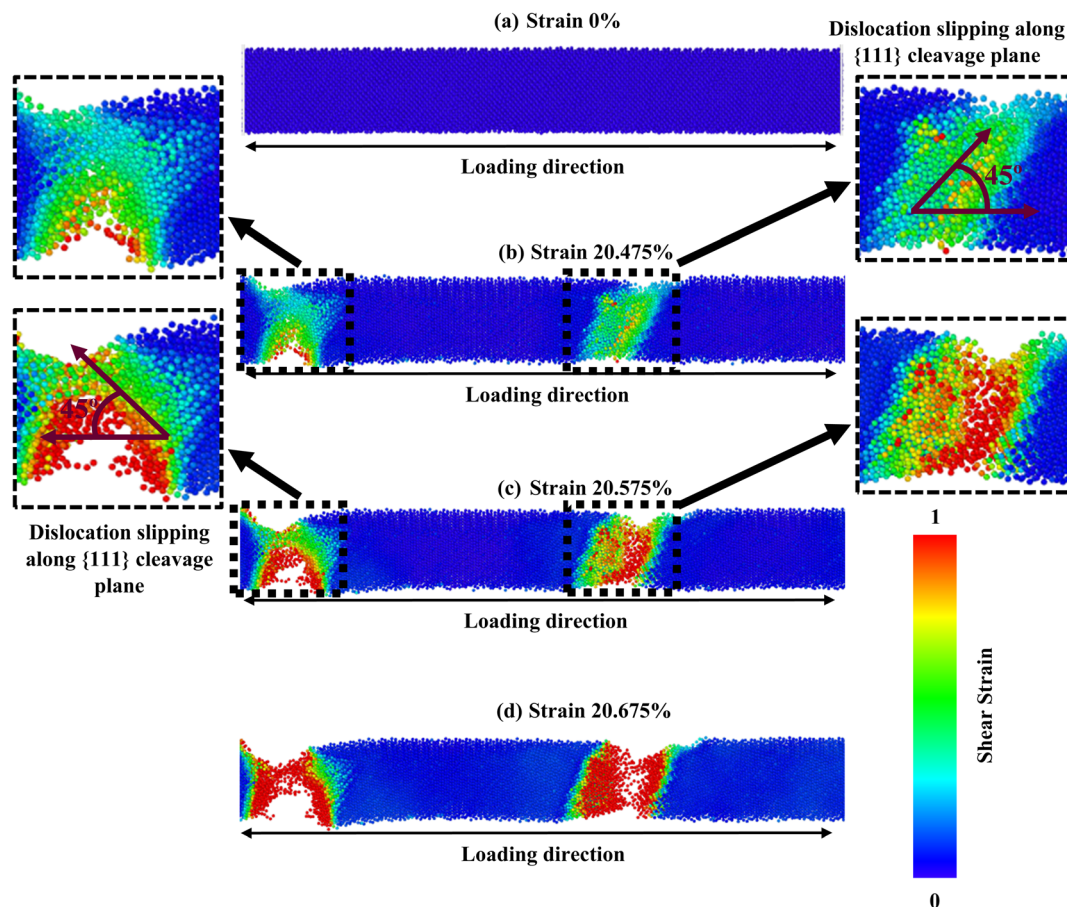 (a) Strain 0%
Dislocation slipping along
{111} cleavage plane
Loading direction
45°
(b) Strain 20.475%
Loading direction
45°
(c) Strain 20.575%
Dislocation slipping
along {111} cleavage
plane
Loading direction
(d) Strain 20.675%
Loading direction
1
Shear Strain
0